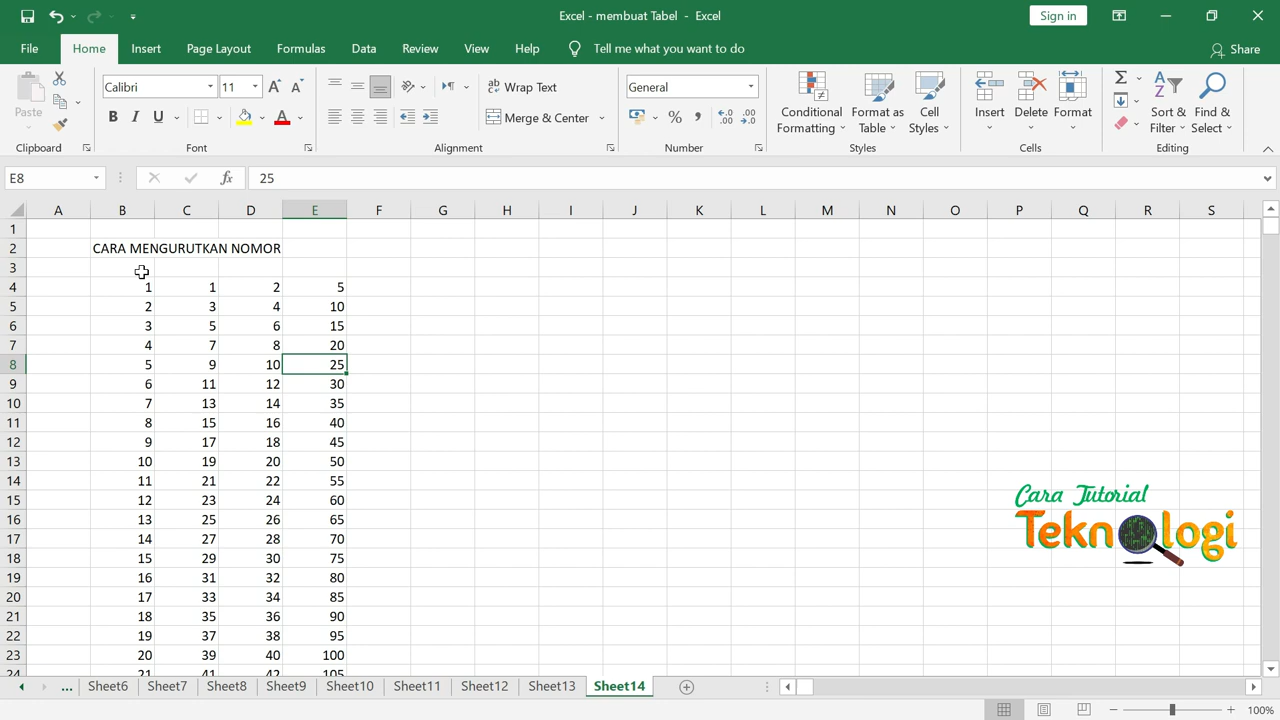 Excel - membuat Tabel - Excel
Sign in
File Home Insert Page Layout Formulas Data Review View Help Tell me what you want to do Share
Paste
Calibri 11
B I U
Wrap Text
Merge & Center
General
% ,
Conditional Formatting
Format as Table
Cell Styles
Insert Delete Format
Sort & Filter
Find & Select
Clipboard Font Alignment Number Styles Cells Editing
E8 fx 25
A B C D E F G H I J K L M N O P Q R S
1
2 CARA MENGURUTKAN NOMOR
3
4 1 1 2 5
5 2 3 4 10
6 3 5 6 15
7 4 7 8 20
8 5 9 10 25
9 6 11 12 30
10 7 13 14 35
11 8 15 16 40
12 9 17 18 45
13 10 19 20 50
14 11 21 22 55
15 12 23 24 60
16 13 25 26 65
17 14 27 28 70
18 15 29 30 75
19 16 31 32 80
20 17 33 34 85
21 18 35 36 90
22 19 37 38 95
23 20 39 40 100
24 21 41 42 105
Cara Tutorial
Teknologi
... Sheet6 Sheet7 Sheet8 Sheet9 Sheet10 Sheet11 Sheet12 Sheet13 Sheet14
100%